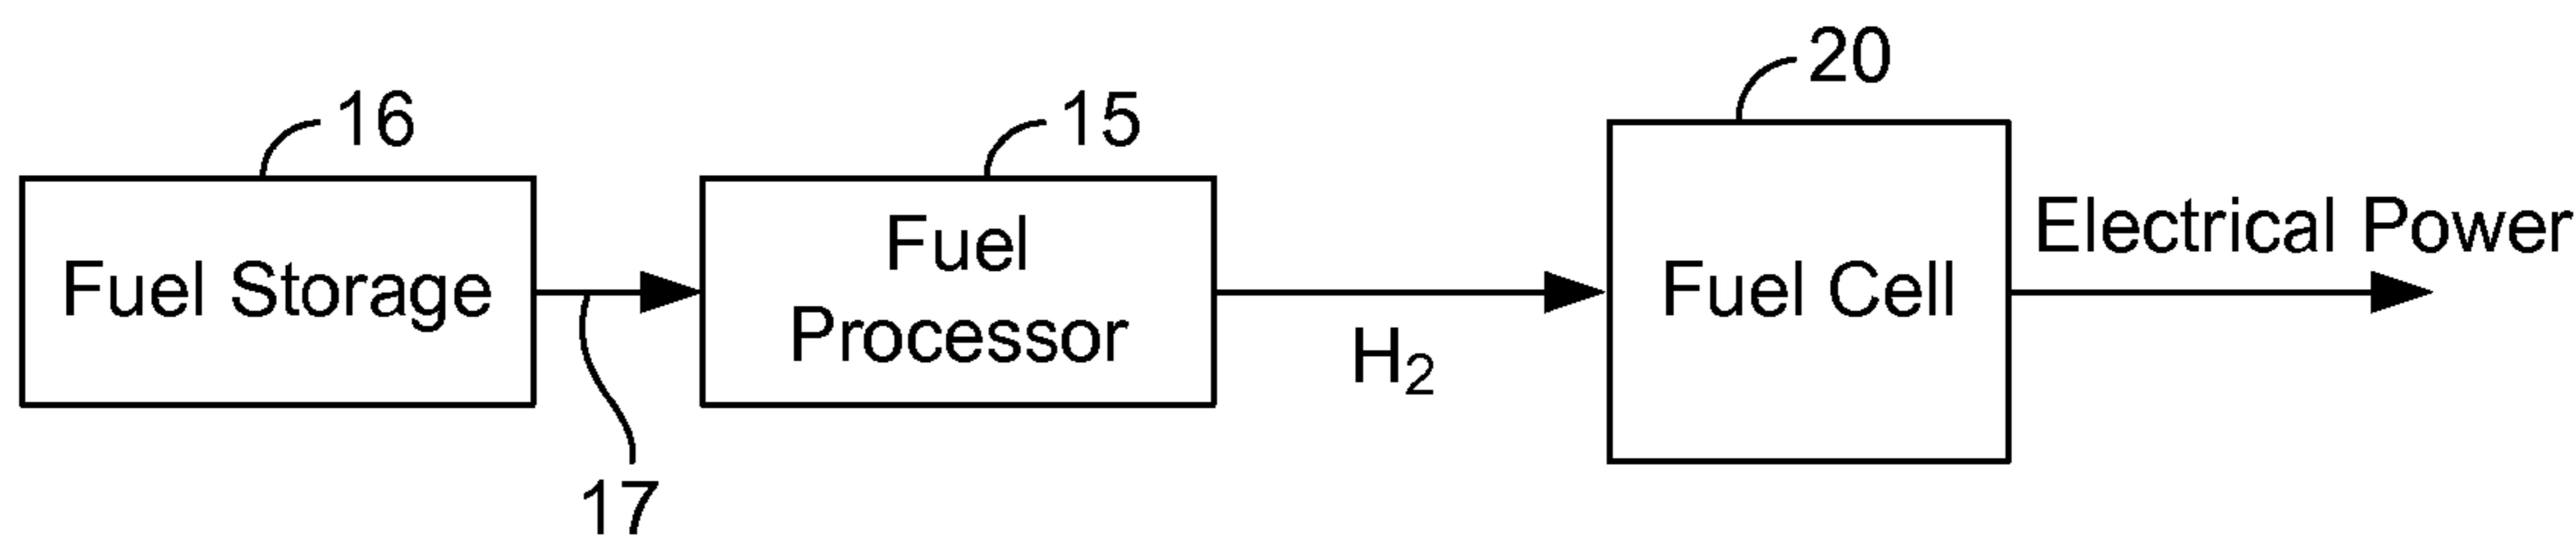 16
15
20
Fuel Storage
Fuel
Processor
H₂
Fuel Cell
Electrical Power
17